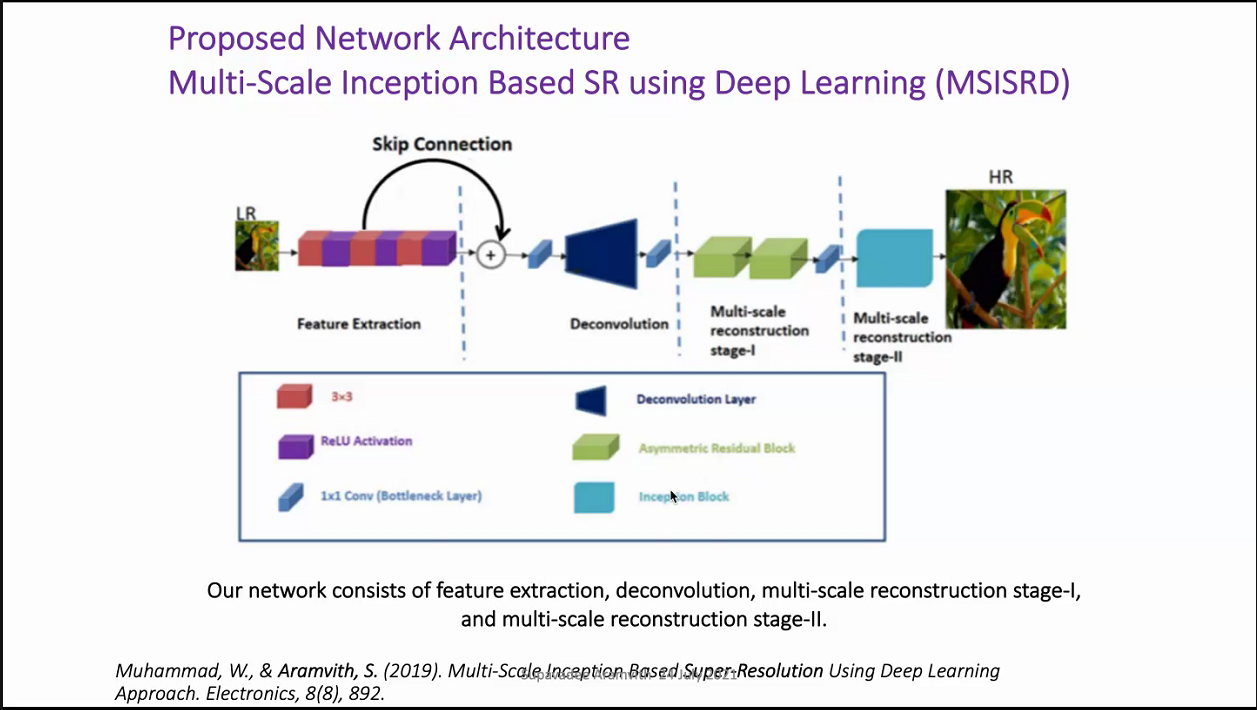 Proposed Network Architecture
Multi-Scale Inception Based SR using Deep Learning (MSISRD)
Skip Connection
LR
HR
+
Feature Extraction
Deconvolution
Multi-scale
reconstruction
stage-I
Multi-scale
reconstruction
stage-II
3×3
Deconvolution Layer
ReLU Activation
Asymmetric Residual Block
1x1 Conv (Bottleneck Layer)
Inception Block
Our network consists of feature extraction, deconvolution, multi-scale reconstruction stage-I,
and multi-scale reconstruction stage-II.
Muhammad, W., & Aramvith, S. (2019). Multi-Scale Inception Based Super-Resolution Using Deep Learning
Supavadee Aramvith 24 July 2021
Approach. Electronics, 8(8), 892.